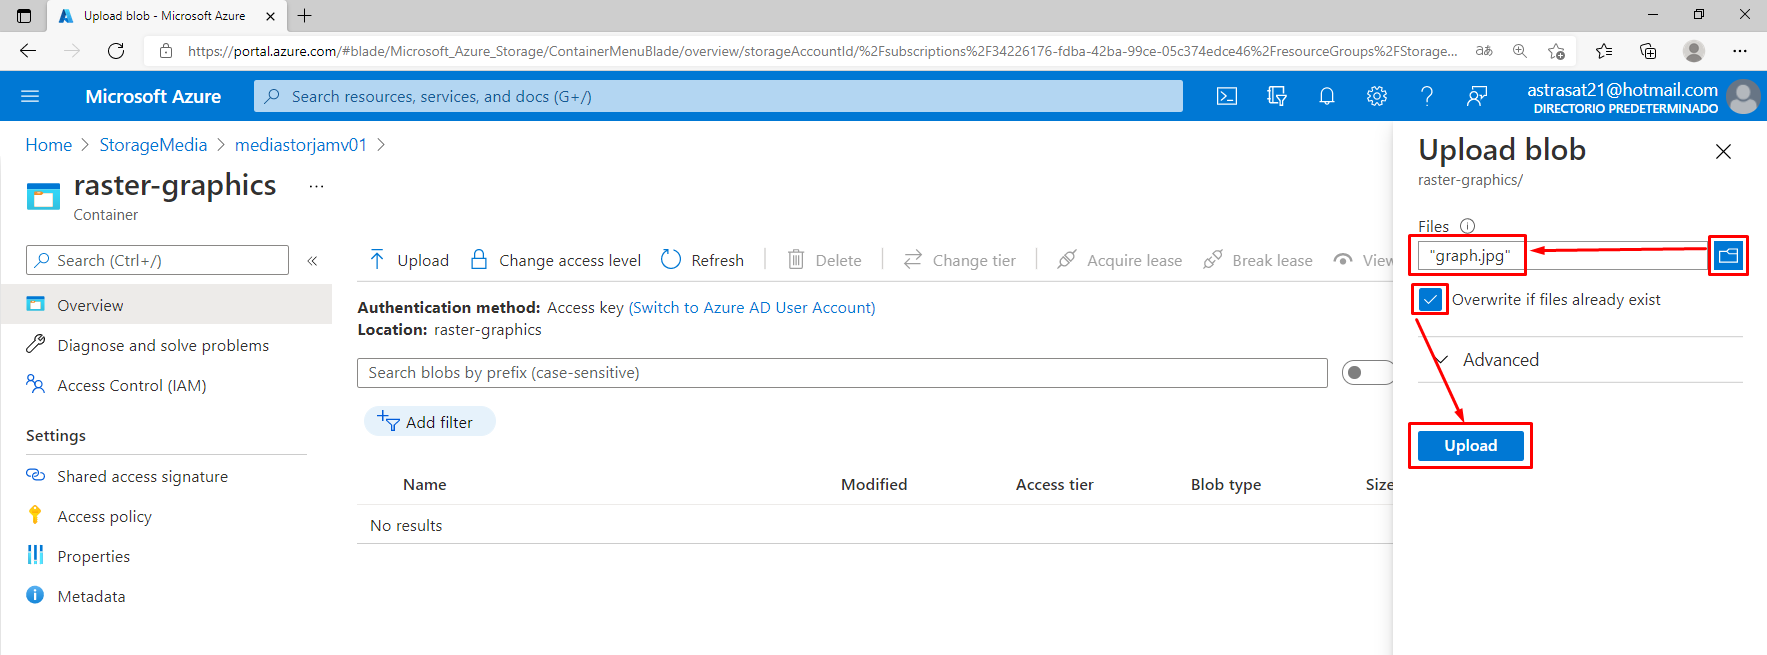 Upload blob - Microsoft Azure
https://portal.azure.com/#blade/Microsoft_Azure_Storage/ContainerMenuBlade/overview/storageAccountId/%2Fsubscriptions%2F34226176-fdba-42ba-99ce-05c374edce46%2FresourceGroups%2FStorage...
Microsoft Azure
Search resources, services, and docs (G+/)
astrasat21@hotmail.com
DIRECTORIO PREDETERMINADO
Home > StorageMedia > mediastorjamv01 >
raster-graphics ...
Container
Search (Ctrl+/)
«
Overview
Diagnose and solve problems
Access Control (IAM)
Settings
Shared access signature
Access policy
Properties
Metadata
Upload
Change access level
Refresh
Delete
Change tier
Acquire lease
Break lease
View
Authentication method: Access key (Switch to Azure AD User Account)
Location: raster-graphics
Search blobs by prefix (case-sensitive)
Add filter
Name Modified Access tier Blob type Size
No results
Upload blob
raster-graphics/
Files
"graph.jpg"
Overwrite if files already exist
Advanced
Upload